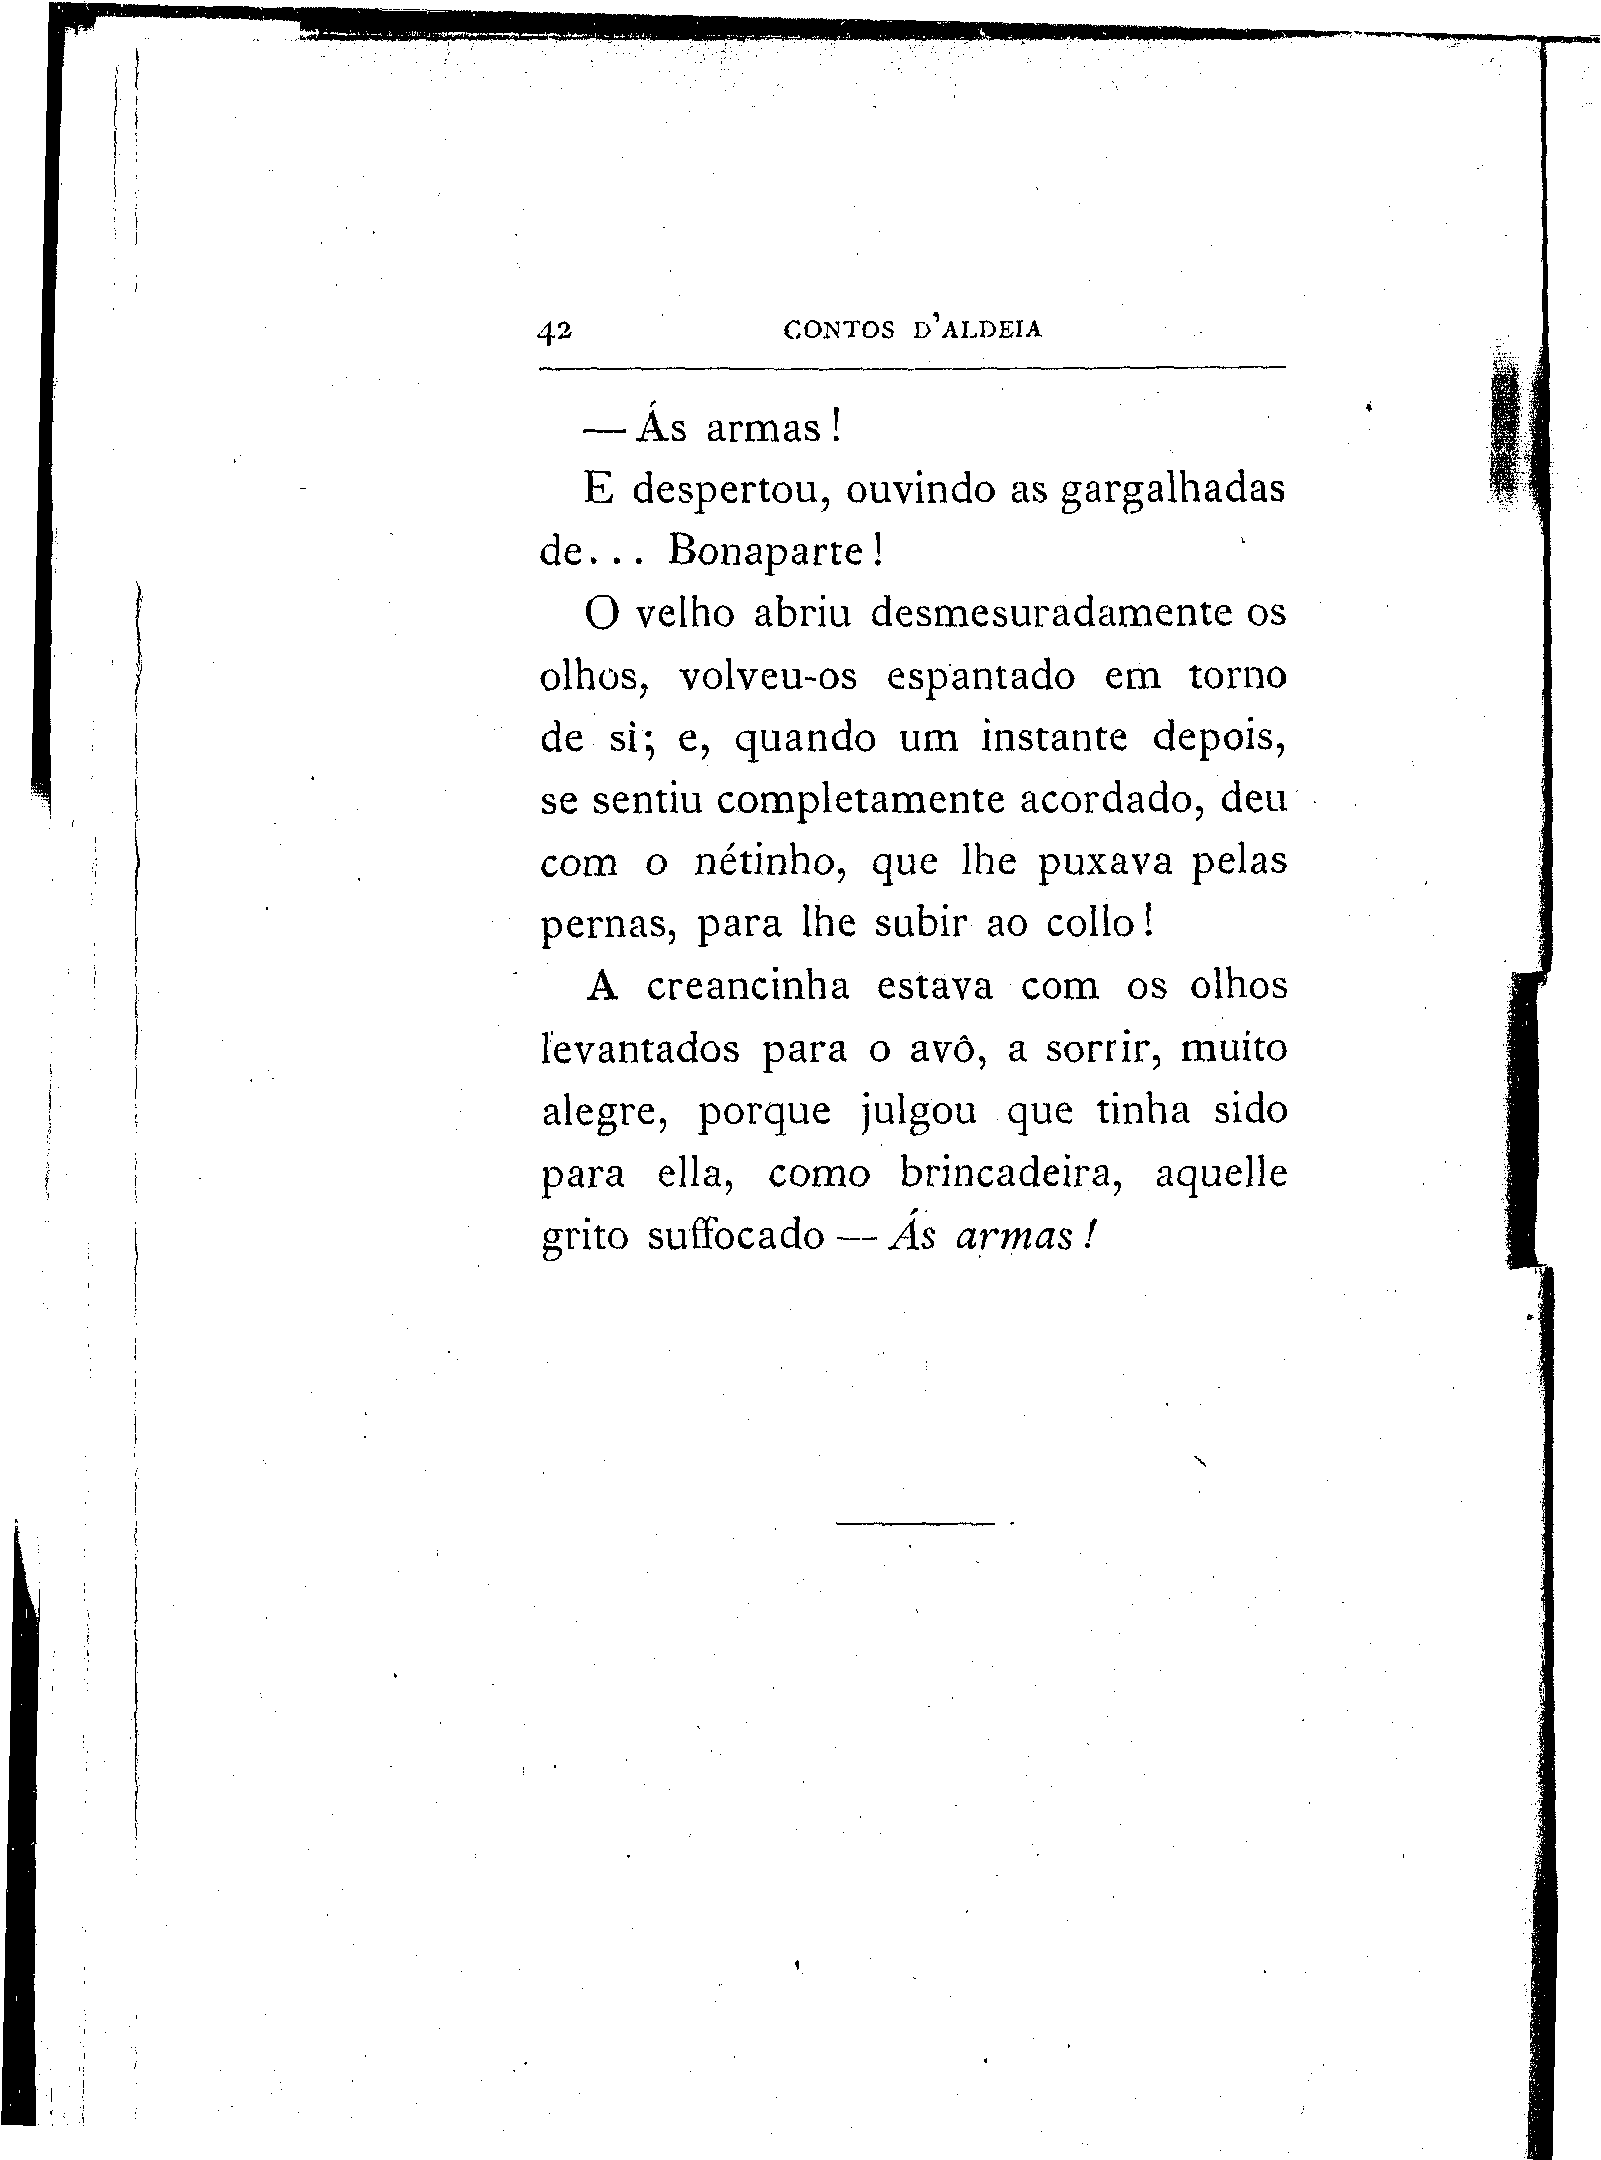 42 CONTOS D'ALDEIA
— Ás armas!
E despertou, ouvindo as gargalhadas
de... Bonaparte!
O velho abriu desmesuradamente os
olhos, volveu-os espantado em torno
de si; e, quando um instante depois,
se sentiu completamente acordado, deu
com o nétinho, que lhe puxava pelas
pernas, para lhe subir ao collo!
A creancinha estava com os olhos
levantados para o avô, a sorrir, muito
alegre, porque julgou que tinha sido
para ella, como brincadeira, aquelle
grito suffocado — Ás armas!